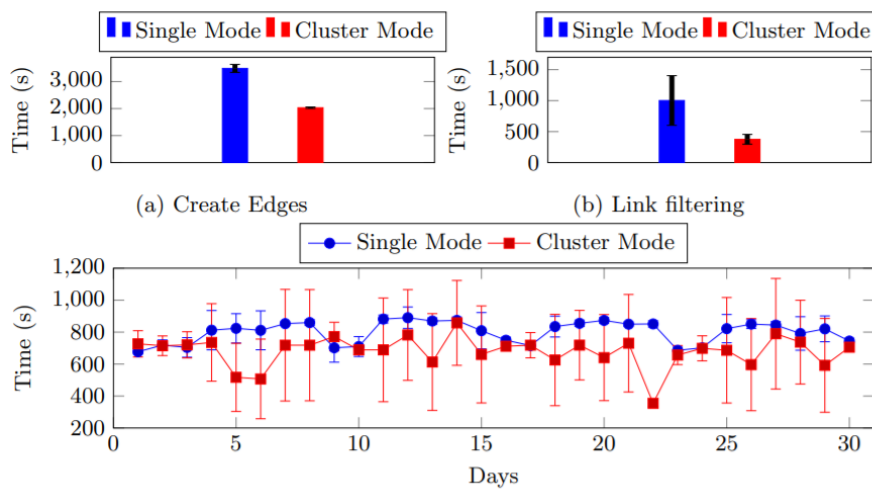 Single Mode Cluster Mode
Time (s)
3,000
2,000
1,000
0
(a) Create Edges
Single Mode Cluster Mode
Time (s)
1,500
1,000
500
0
(b) Link filtering
Single Mode Cluster Mode
Time (s)
1,200
1,000
800
600
400
200
0 5 10 15 20 25 30
Days